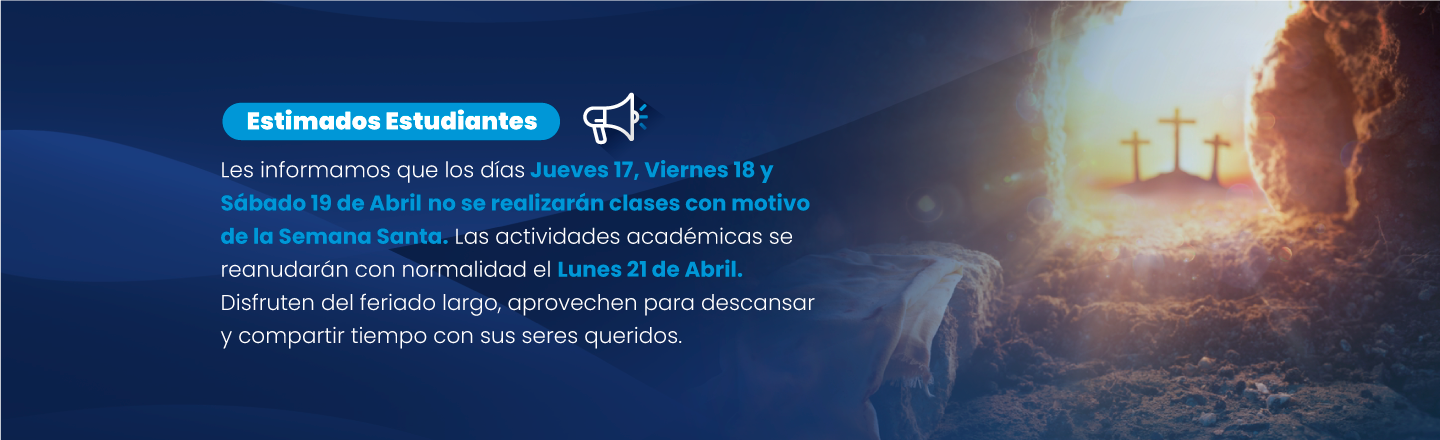 Estimados Estudiantes
Les informamos que los días Jueves 17, Viernes 18 y
Sábado 19 de Abril no se realizarán clases con motivo
de la Semana Santa. Las actividades académicas se
reanudarán con normalidad el Lunes 21 de Abril.
Disfruten del feriado largo, aprovechen para descansar
y compartir tiempo con sus seres queridos.